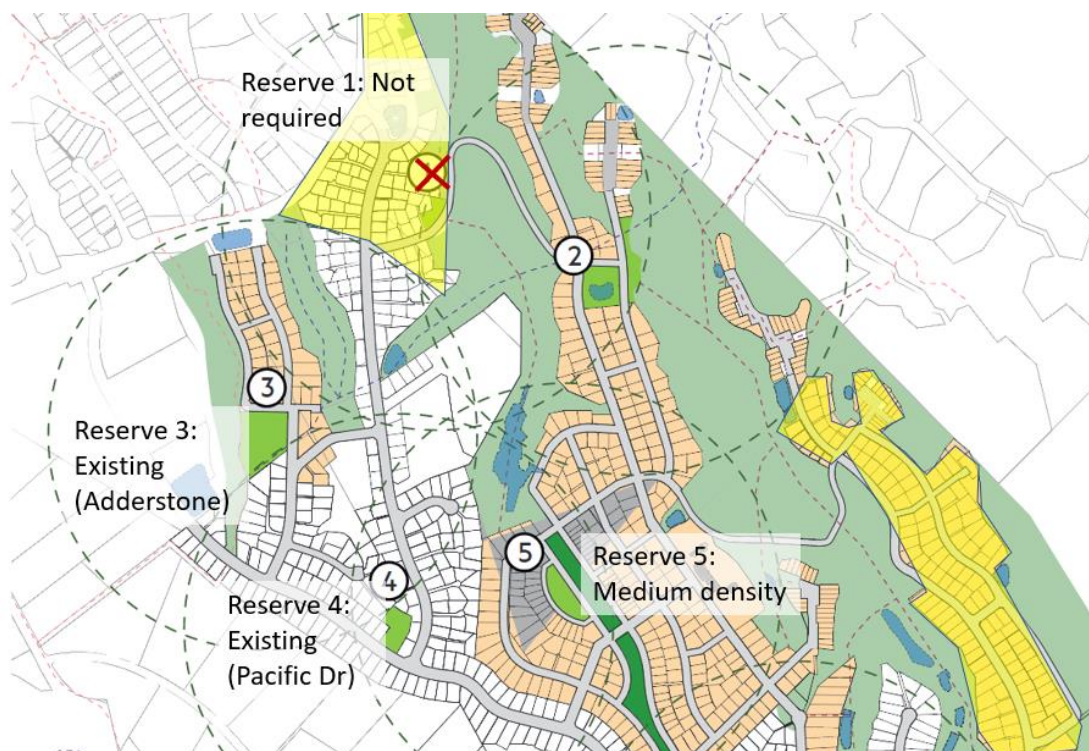 Reserve 1: Not
required
2
3
Reserve 3:
Existing
(Adderstone)
5
Reserve 5:
Medium density
4
Reserve 4:
Existing
(Pacific Dr)